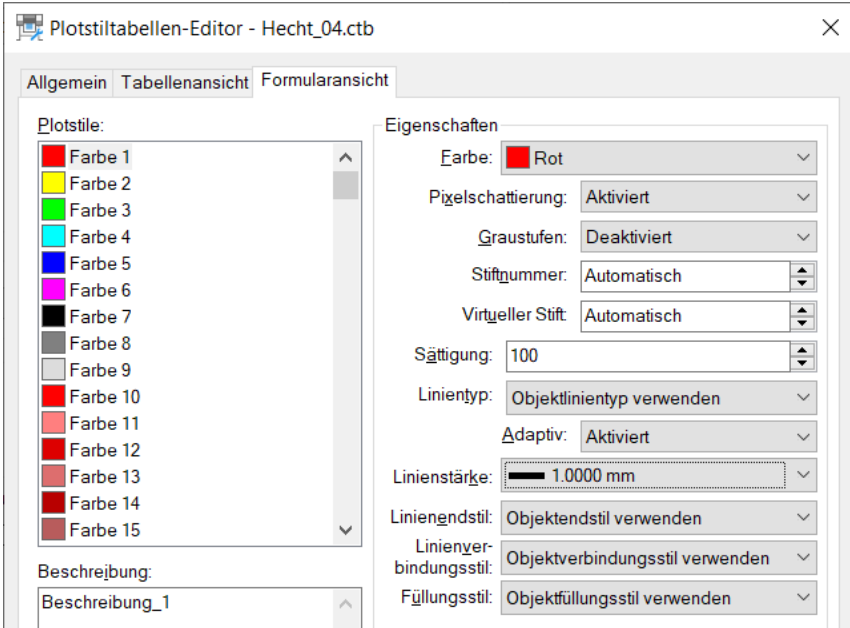 Plotstiltabellen-Editor - Hecht_04.ctb
Allgemein Tabellenansicht Formularansicht
Plotstile:
Farbe 1
Farbe 2
Farbe 3
Farbe 4
Farbe 5
Farbe 6
Farbe 7
Farbe 8
Farbe 9
Farbe 10
Farbe 11
Farbe 12
Farbe 13
Farbe 14
Farbe 15
Beschreibung:
Beschreibung_1
Eigenschaften
Farbe: Rot
Pixelschattierung: Aktiviert
Graustufen: Deaktiviert
Stiftnummer: Automatisch
Virtueller Stift: Automatisch
Sättigung: 100
Linientyp: Objektlinientyp verwenden
Adaptiv: Aktiviert
Linienstärke: 1.0000 mm
Linienendstil: Objektendstil verwenden
Linienver-
bindungsstil: Objektverbindungsstil verwenden
Füllungsstil: Objektfüllungsstil verwenden